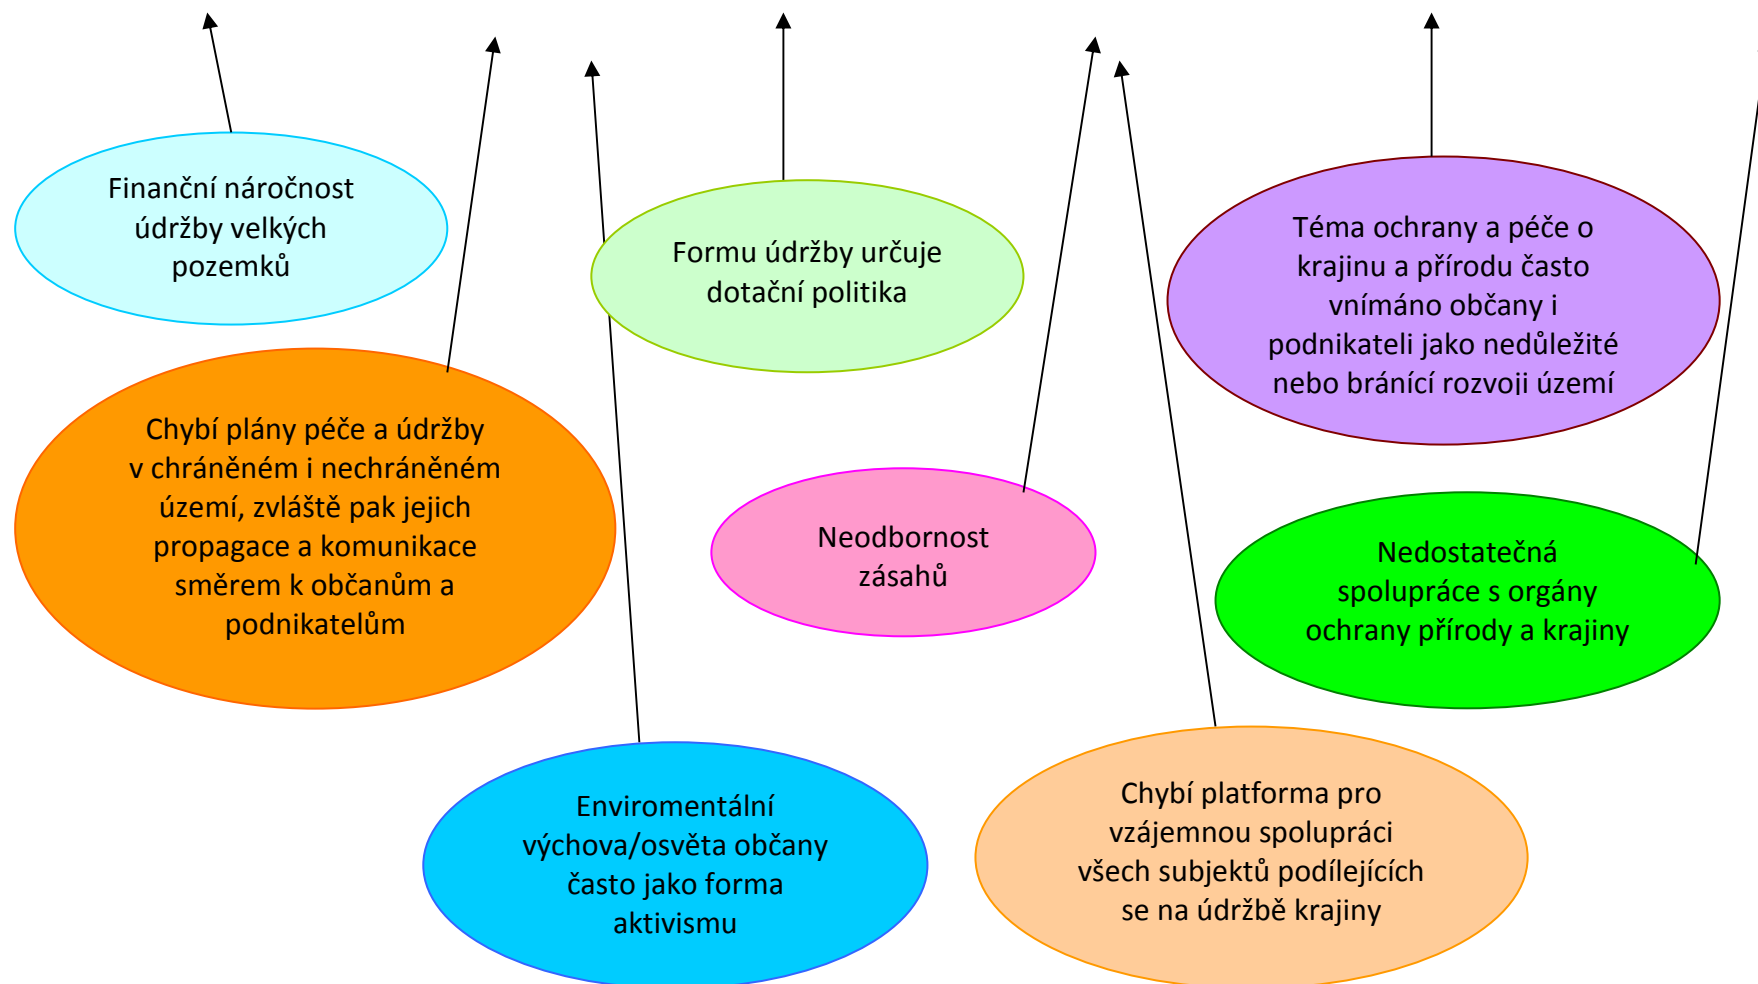 Finanční náročnost
údržby velkých
pozemků
Formu údržby určuje
dotační politika
Téma ochrany a péče o
krajinu a přírodu často
vnímáno občany i
podnikateli jako nedůležité
nebo bránící rozvoji území
Chybí plány péče a údržby
v chráněném i nechráněném
území, zvláště pak jejich
propagace a komunikace
směrem k občanům a
podnikatelům
Neodbornost
zásahů
Nedostatečná
spolupráce s orgány
ochrany přírody a krajiny
Enviromentální
výchova/osvěta občany
často jako forma
aktivismu
Chybí platforma pro
vzájemnou spolupráci
všech subjektů podílejících
se na údržbě krajiny